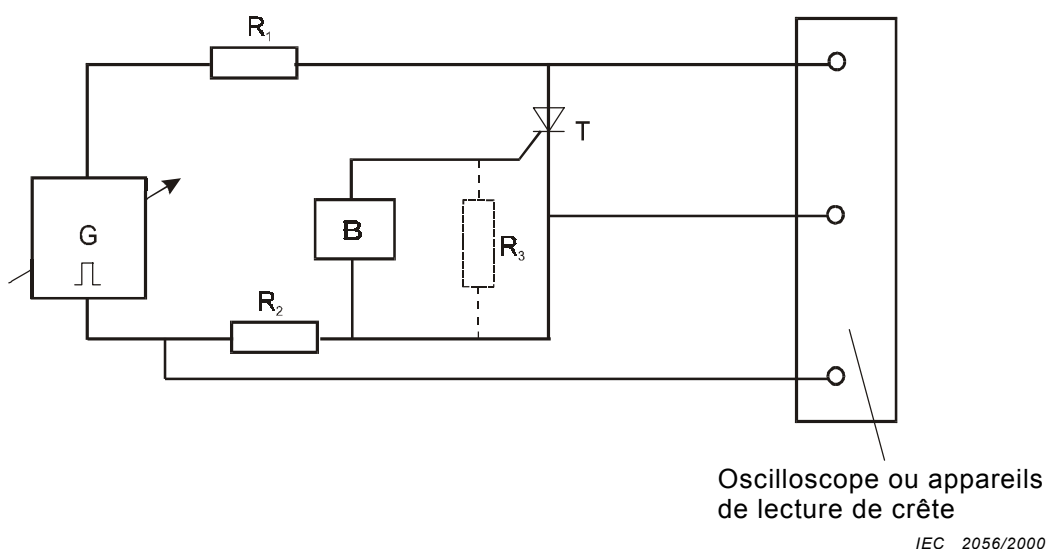 R₁
T
G
B
R₃
R₂
Oscilloscope ou appareils
de lecture de crête
IEC 2056/2000